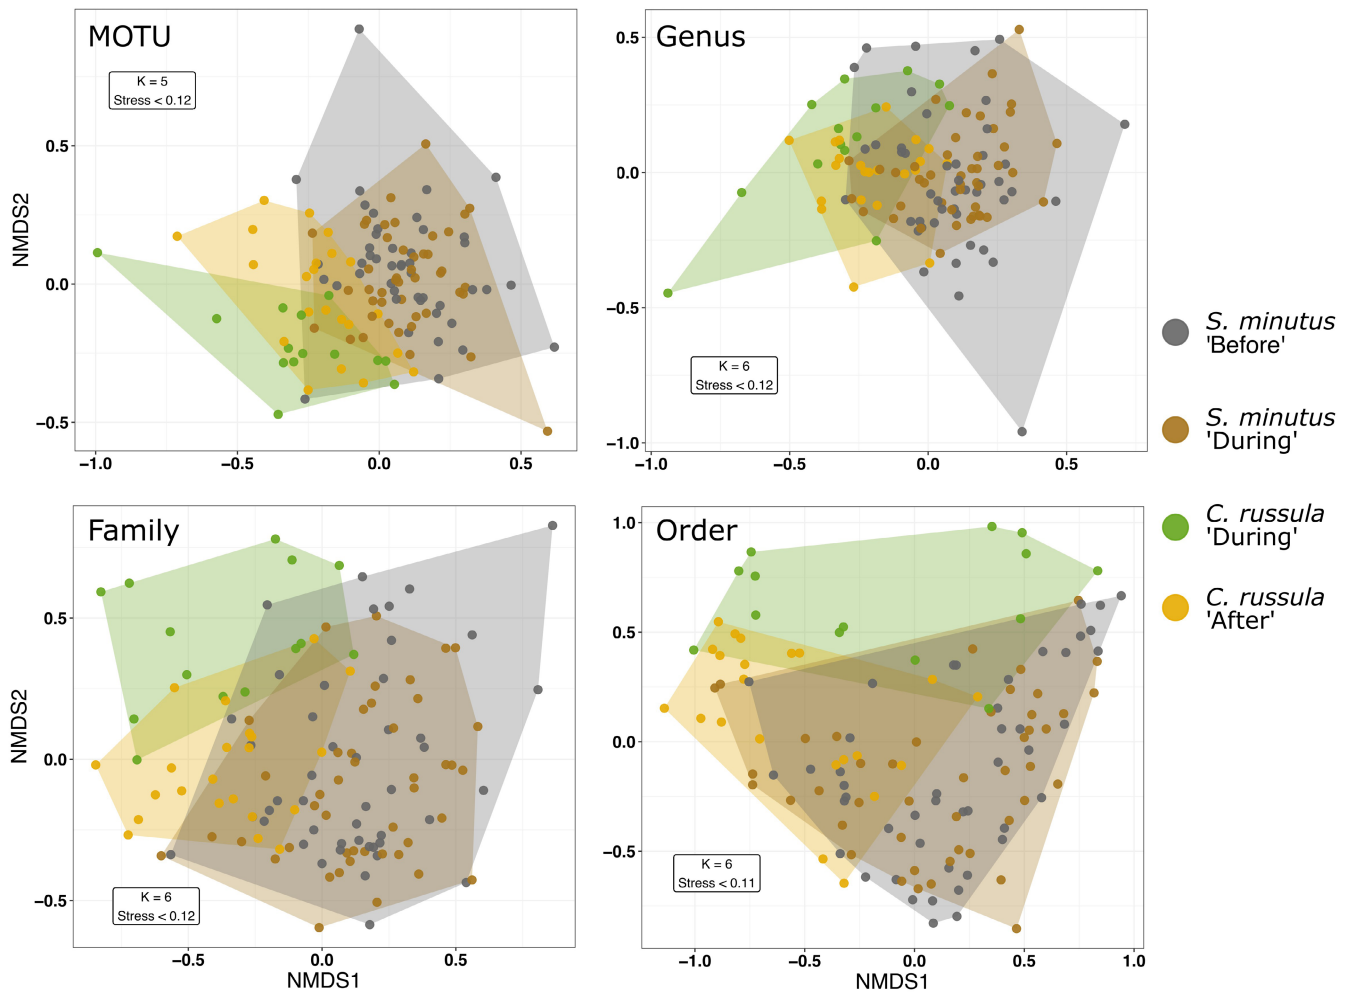 MOTU
K = 5
Stress < 0.12
0.5
0.0
−0.5
−1.0
−0.5
0.0
0.5
NMDS2
Genus
K = 6
Stress < 0.12
0.5
0.0
−0.5
−1.0
−1.0
−0.5
0.0
0.5
Family
K = 6
Stress < 0.12
0.5
0.0
−0.5
−0.5
0.0
0.5
NMDS2
NMDS1
Order
K = 6
Stress < 0.11
1.0
0.5
0.0
−0.5
−1.0
−0.5
0.0
0.5
1.0
NMDS1
S. minutus
'Before'
S. minutus
'During'
C. russula
'During'
C. russula
'After'